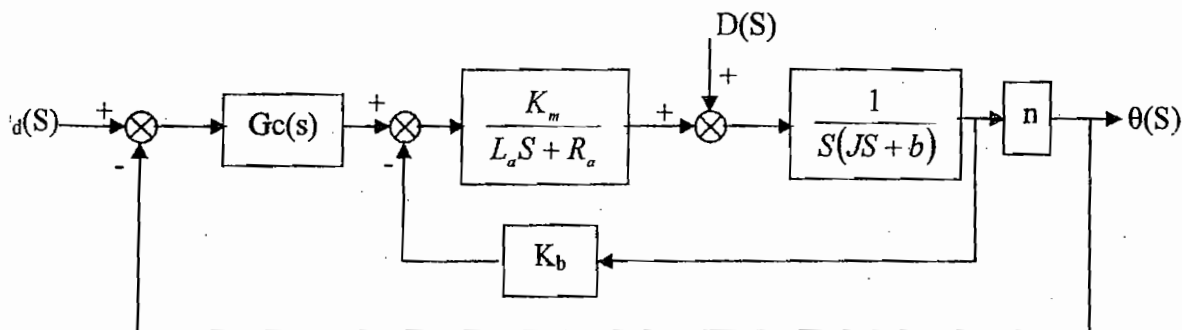 D(S)
+
d(S)
+
-
Gc(s)
+
-
K_m
L_a S + R_a
+
1
S(JS + b)
n
θ(S)
K_b